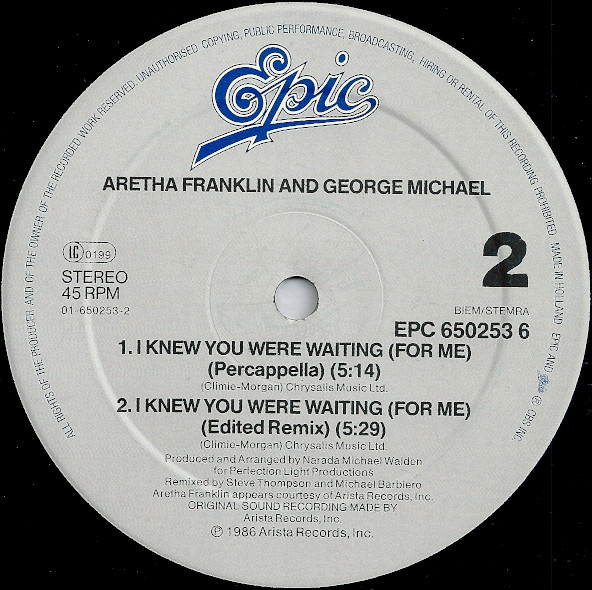 ALL RIGHTS OF THE PRODUCER AND OF THE OWNER OF THE RECORDED WORK RESERVED. UNAUTHORISED COPYING, PUBLIC PERFORMANCE, BROADCASTING, HIRING OR RENTAL OF THIS RECORDING PROHIBITED. MADE IN HOLLAND EPIC AND Epic ® CBS INC.
Epic
ARETHA FRANKLIN AND GEORGE MICHAEL
LC 0199
STEREO
45 RPM
01-650253-2
2
BIEM/STEMRA
EPC 650253 6
1. I KNEW YOU WERE WAITING (FOR ME)
(Percappella) (5:14)
(Climie-Morgan) Chrysalis Music Ltd.
2. I KNEW YOU WERE WAITING (FOR ME)
(Edited Remix) (5:29)
(Climie-Morgan) Chrysalis Music Ltd.
Produced and Arranged by Narada Michael Walden
for Perfection Light Productions
Remixed by Steve Thompson and Michael Barbiero
Aretha Franklin appears courtesy of Arista Records, Inc.
ORIGINAL SOUND RECORDING MADE BY
Arista Records, Inc.
℗ 1986 Arista Records, Inc.